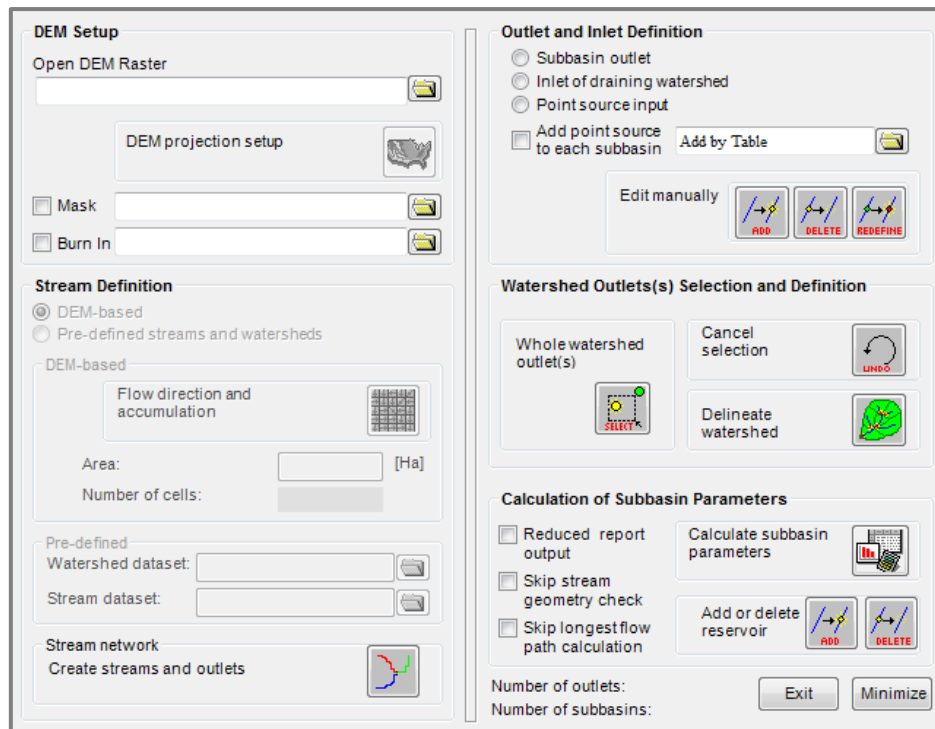 DEM Setup
Open DEM Raster
DEM projection setup
Mask
Burn In
Stream Definition
DEM-based
Pre-defined streams and watersheds
DEM-based
Flow direction and
accumulation
Area:
[Ha]
Number of cells:
Pre-defined
Watershed dataset:
Stream dataset:
Stream network
Create streams and outlets
Outlet and Inlet Definition
Subbasin outlet
Inlet of draining watershed
Point source input
Add point source
to each subbasin
Add by Table
Edit manually
ADD
DELETE
REDEFINE
Watershed Outlets(s) Selection and Definition
Whole watershed
outlet(s)
SELECT
Cancel
selection
UNDO
Delineate
watershed
Calculation of Subbasin Parameters
Reduced report
output
Skip stream
geometry check
Skip longest flow
path calculation
Calculate subbasin
parameters
Add or delete
reservoir
ADD
DELETE
Number of outlets:
Number of subbasins:
Exit
Minimize